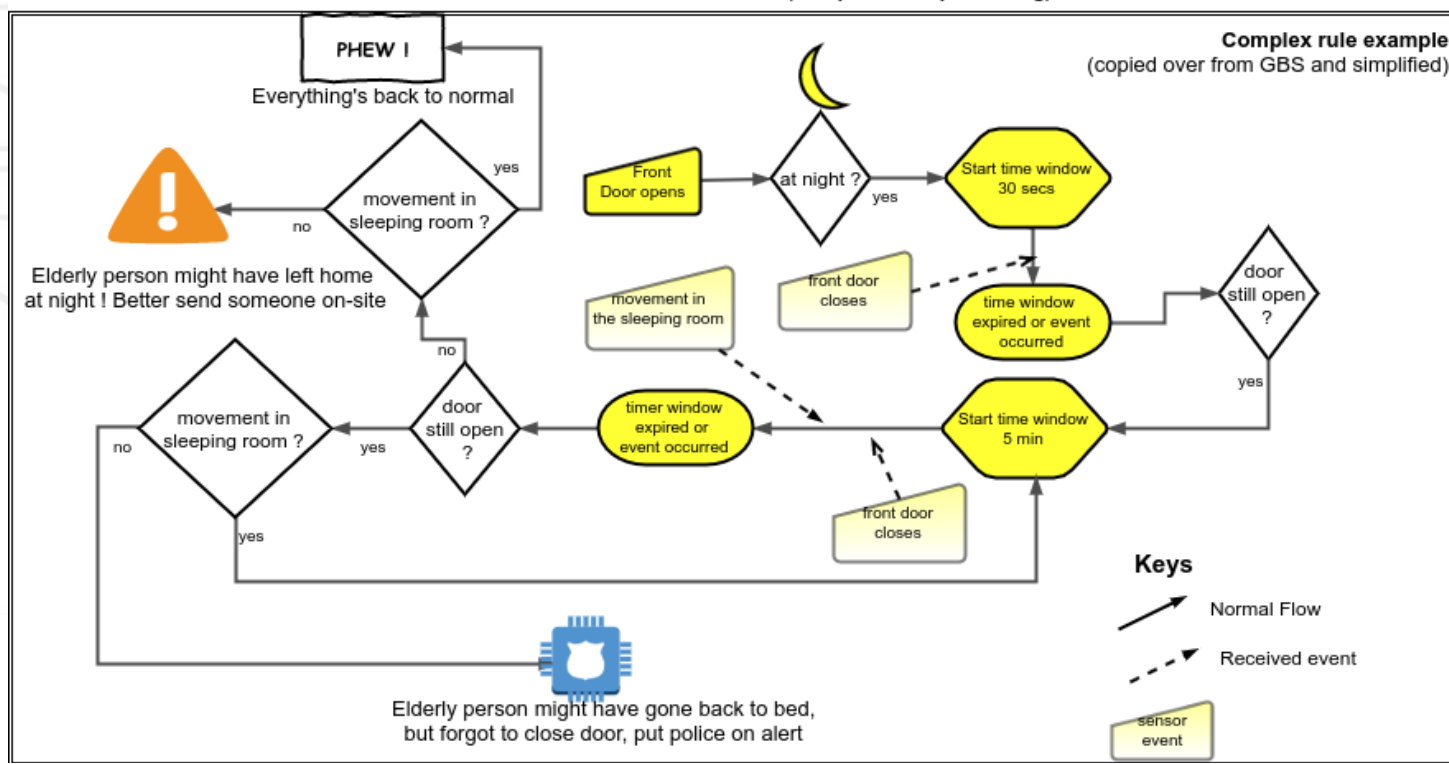 Complex rule example
(copied over from GBS and simplified)
PHEW !
Everything's back to normal
Front
Door opens
at night ?
yes
Start time window
30 secs
front door
closes
time window
expired or event
occurred
door
still open
?
yes
Start time window
5 min
movement in
the sleeping room
front door
closes
timer window
expired or
event occurred
door
still open
?
no
yes
movement in
sleeping room ?
yes
no
Elderly person might have left home
at night ! Better send someone on-site
movement in
sleeping room ?
no
yes
Elderly person might have gone back to bed,
but forgot to close door, put police on alert
Keys
Normal Flow
Received event
sensor
event